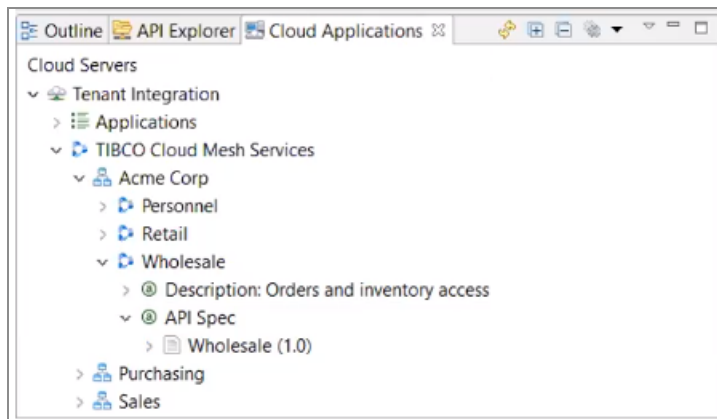 Outline API Explorer Cloud Applications
Cloud Servers
Tenant Integration
Applications
TIBCO Cloud Mesh Services
Acme Corp
Personnel
Retail
Wholesale
Description: Orders and inventory access
API Spec
Wholesale (1.0)
Purchasing
Sales